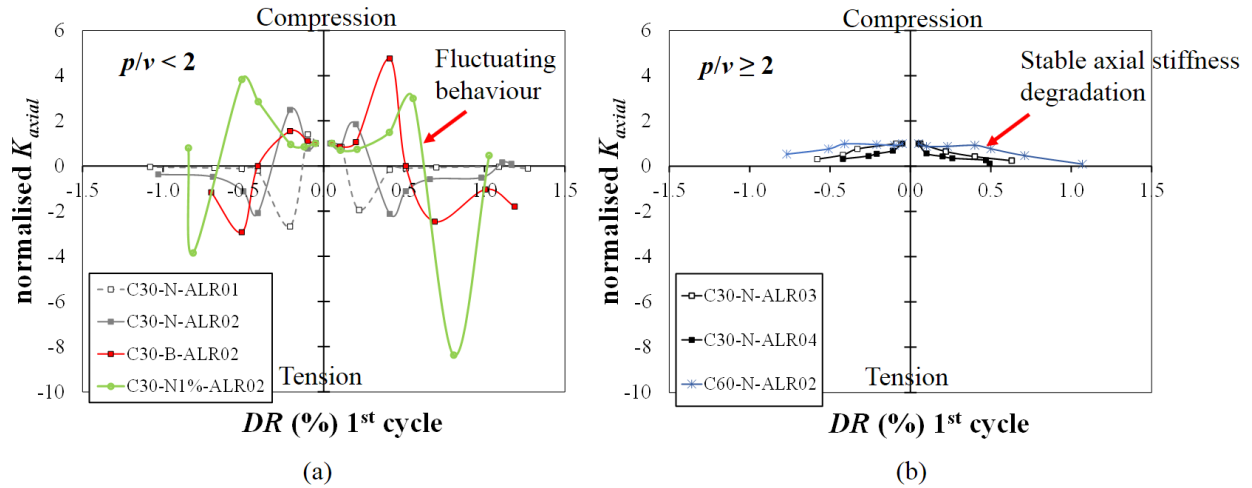 Compression
p/v < 2
Fluctuating
behaviour
normalised K_axial
6
4
2
0
-2
-4
-6
-8
-10
-1.5 -1.0 -0.5 0.0 0.5 1.0 1.5
C30-N-ALR01
C30-N-ALR02
C30-B-ALR02
C30-N1%-ALR02
Tension
DR (%) 1st cycle
(a)
Compression
p/v ≥ 2
Stable axial stiffness
degradation
normalised K_axial
6
4
2
0
-2
-4
-6
-8
-10
-1.5 -1.0 -0.5 0.0 0.5 1.0 1.5
C30-N-ALR03
C30-N-ALR04
C60-N-ALR02
Tension
DR (%) 1st cycle
(b)